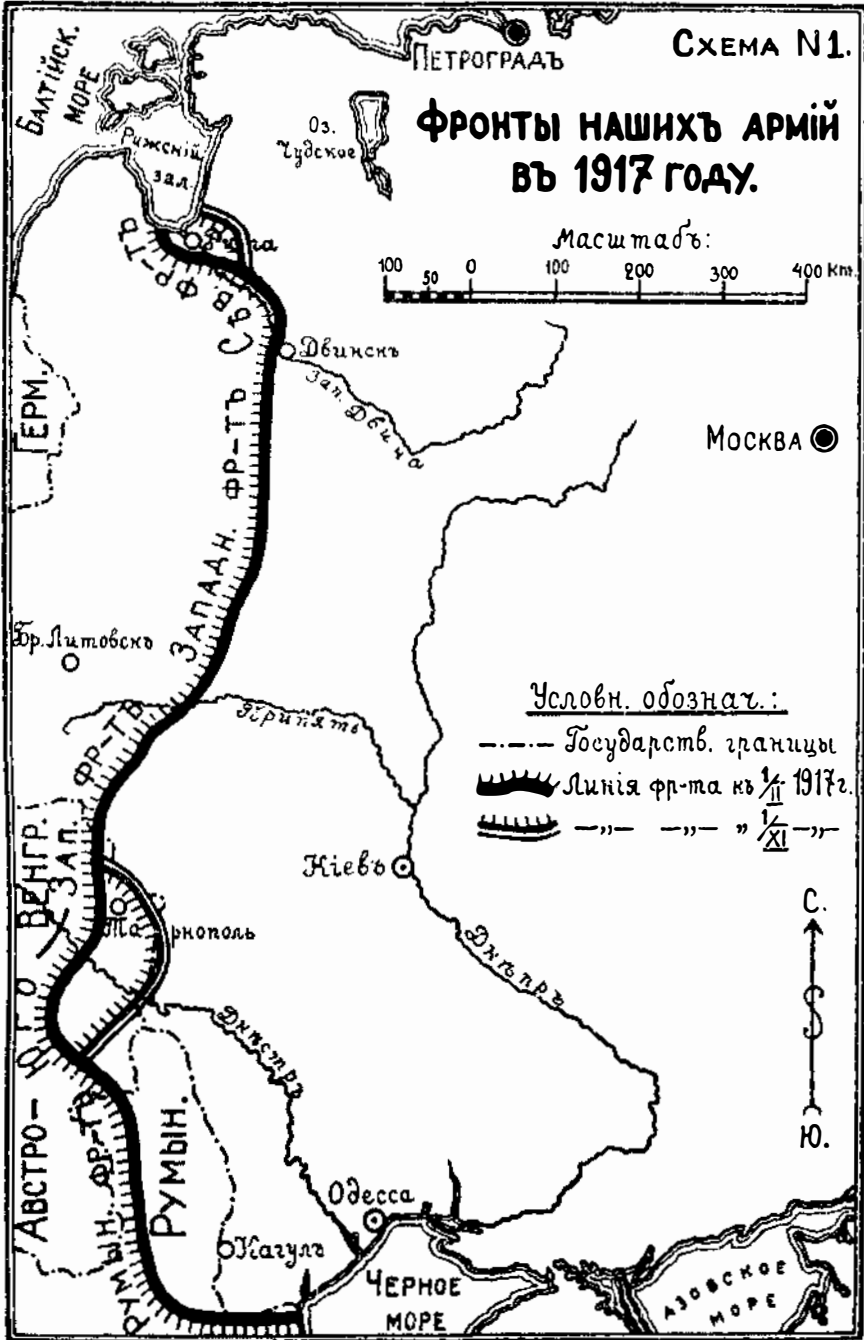 Схема N1.
ФРОНТЫ НАШИХЪ АРМІЙ
ВЪ 1917 ГОДУ.
Масштабъ:
100 50 0 100 200 300 400 Km.
БАЛТІЙСК.
МОРЕ
ПЕТРОГРАДЪ
Оз.
Чудское
Рижскій
зал.
Рига
СѢВ. ФР-ТЪ
Двинскъ
Зап. Двина
ГЕРМ.
МОСКВА
ЗАПАДН. ФР-ТЪ
Бр. Литовскъ
Припять
Условн. обознач.:
Государств. границы
Линія фр-та къ 1/II 1917г.
—„— —„— „ 1/XI —„—
ЮГО ЗАП. ФР-ТЪ
АВСТРО-ВЕНГР.
Тарнополь
Кіевъ
Днѣпръ
Днѣстръ
С.
Ю.
РУМЫН. ФР-ТЪ
РУМЫН.
Одесса
Кагулъ
ЧЕРНОЕ
МОРЕ
АЗОВСКОЕ
МОРЕ